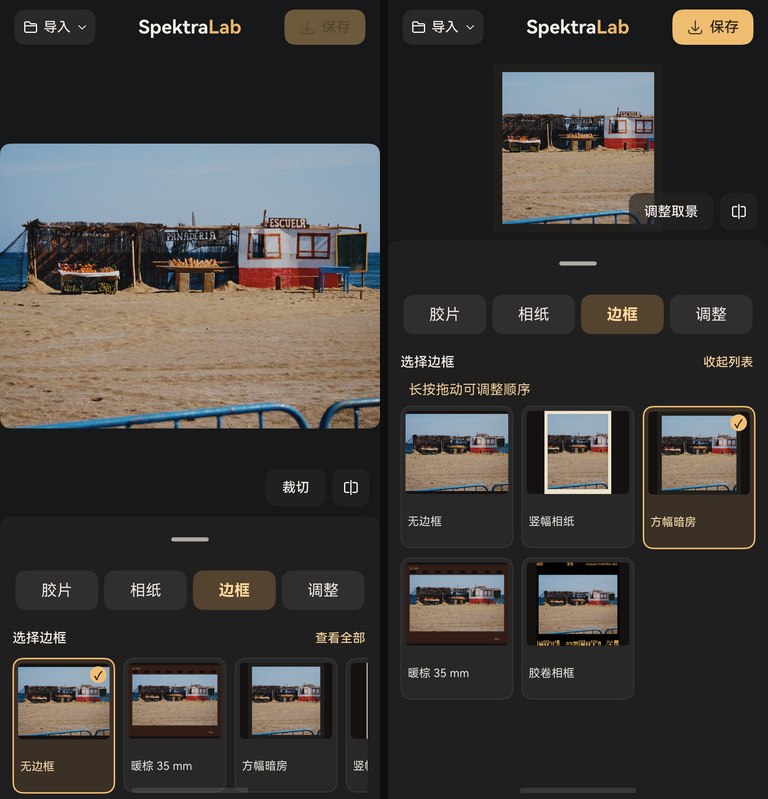 导入
SpektraLab
保存
PANADERIA
ESCUELA
裁切
胶片
相纸
边框
调整
选择边框
查看全部
无边框
暖棕 35 mm
方幅暗房
导入
SpektraLab
保存
ESCUELA
调整取景
胶片
相纸
边框
调整
选择边框
收起列表
长按拖动可调整顺序
无边框
竖幅相纸
方幅暗房
暖棕 35 mm
胶卷相框